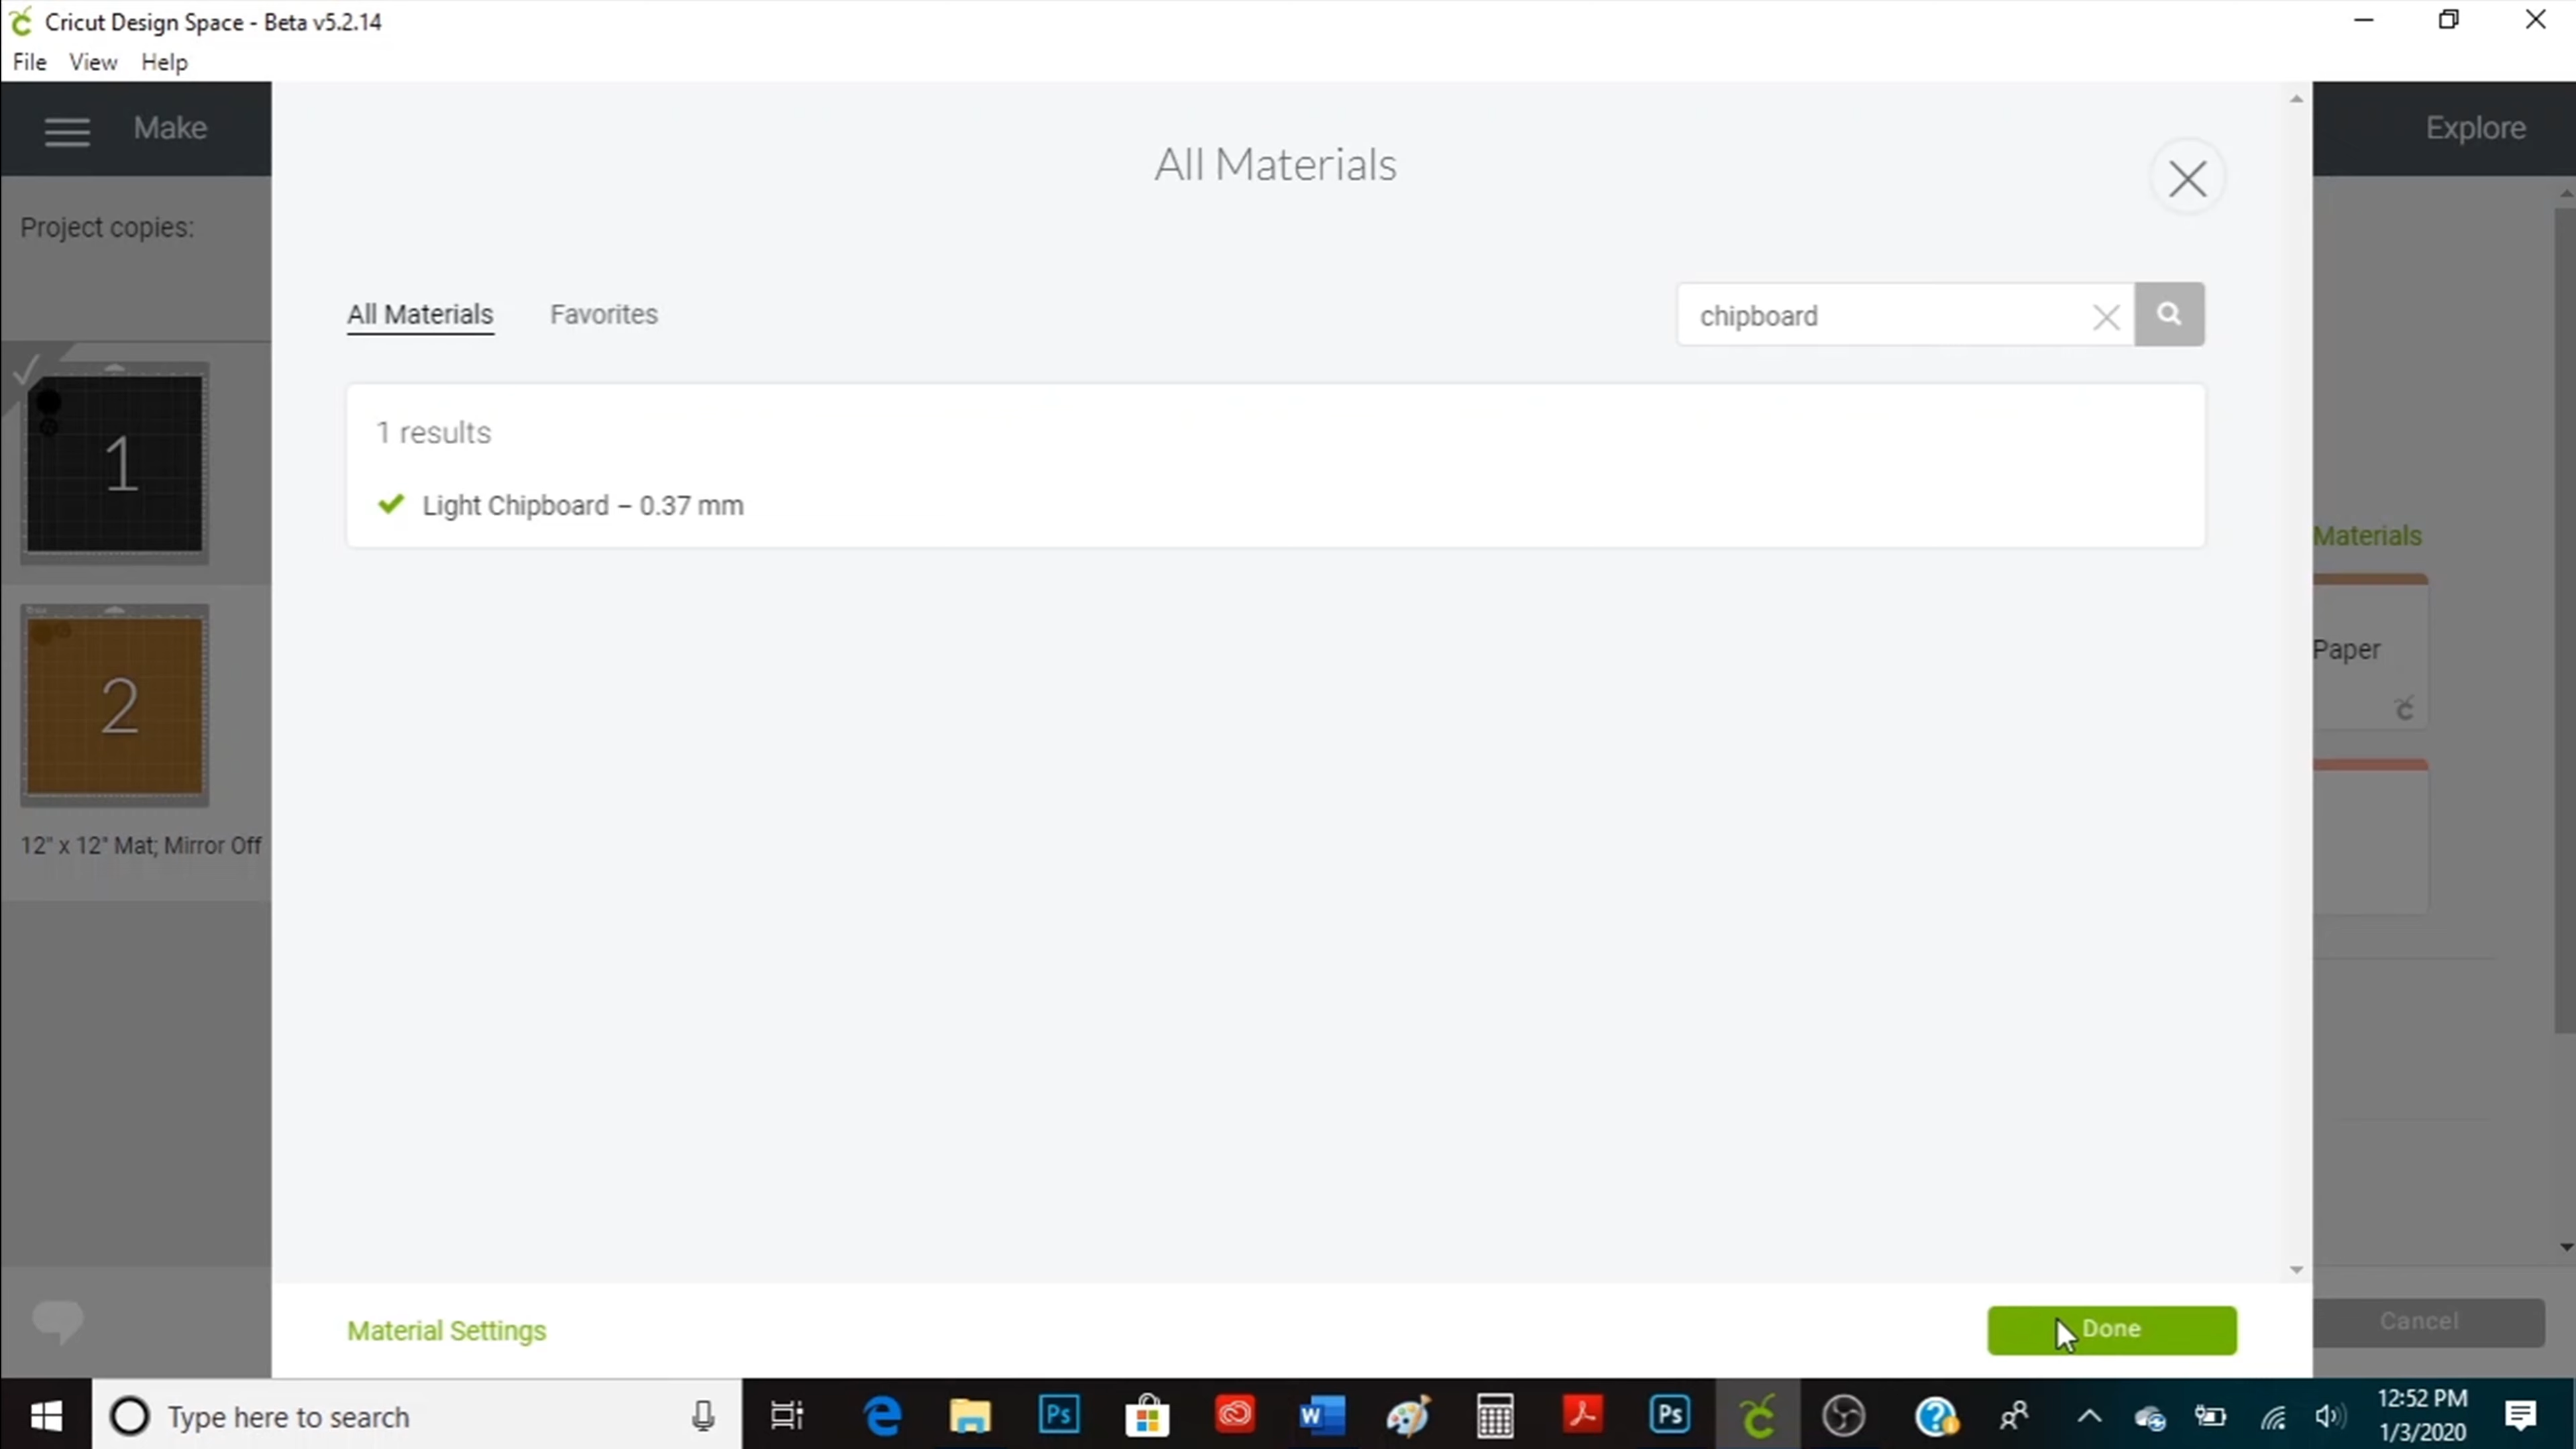 Cricut Design Space - Beta v5.2.14
File View Help
Make
Explore
All Materials
Project copies:
All Materials Favorites
chipboard
1 results
Light Chipboard – 0.37 mm
1
2
12" x 12" Mat; Mirror Off
Materials
Paper
Material Settings
Done
Cancel
Type here to search
Ps
W
Ps
12:52 PM
1/3/2020